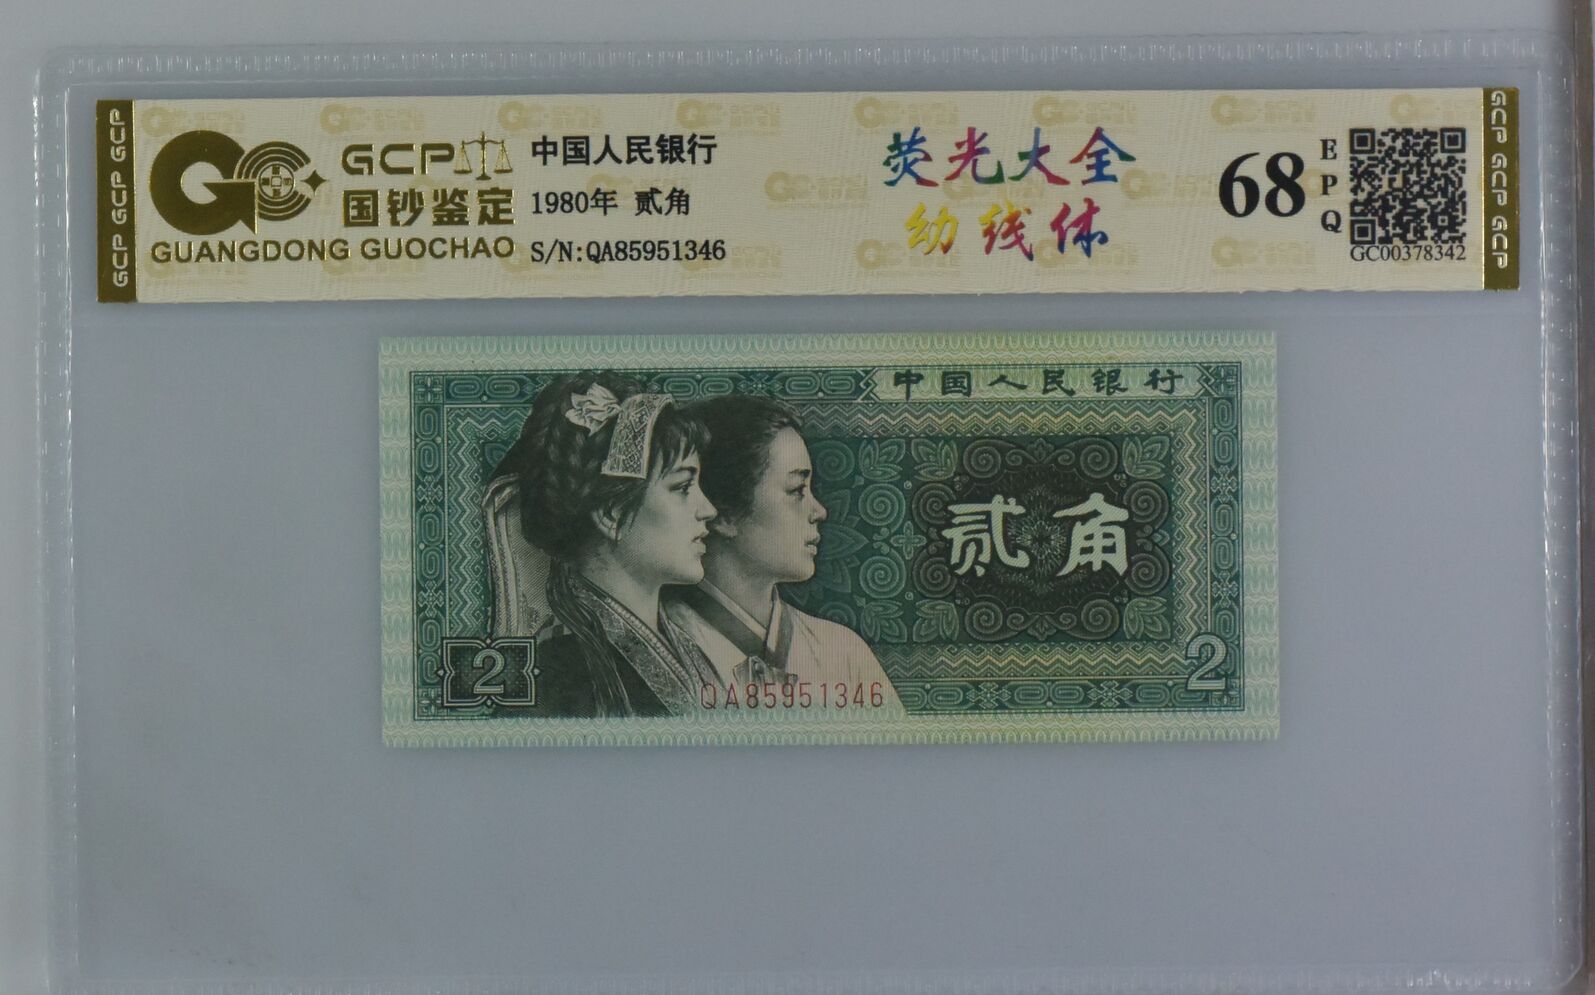 GCP GCP GCP
GCP
国钞鉴定
GUANGDONG GUOCHAO
中国人民银行
1980年 贰角
S/N:QA85951346
荧光大全
幼线体
68
EPQ
GC00378342
GCP GCP GCP
中国人民银行
贰角
2
2
QA85951346